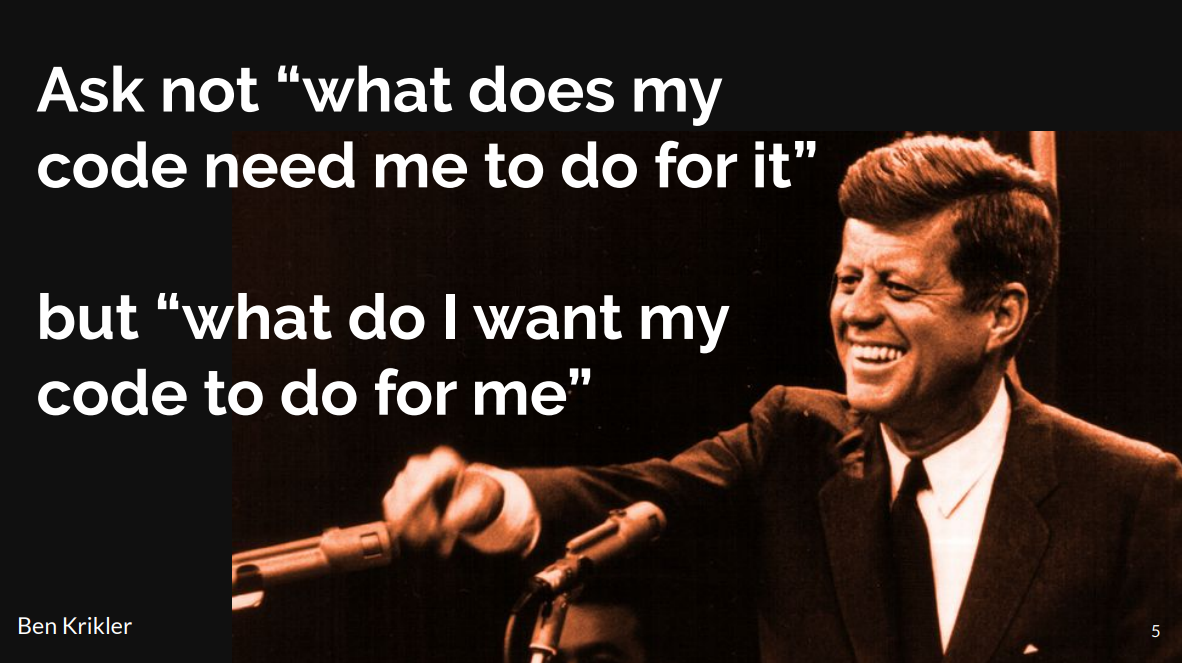 Ask not “what does my
code need me to do for it”
but “what do I want my
code to do for me”
Ben Krikler
5